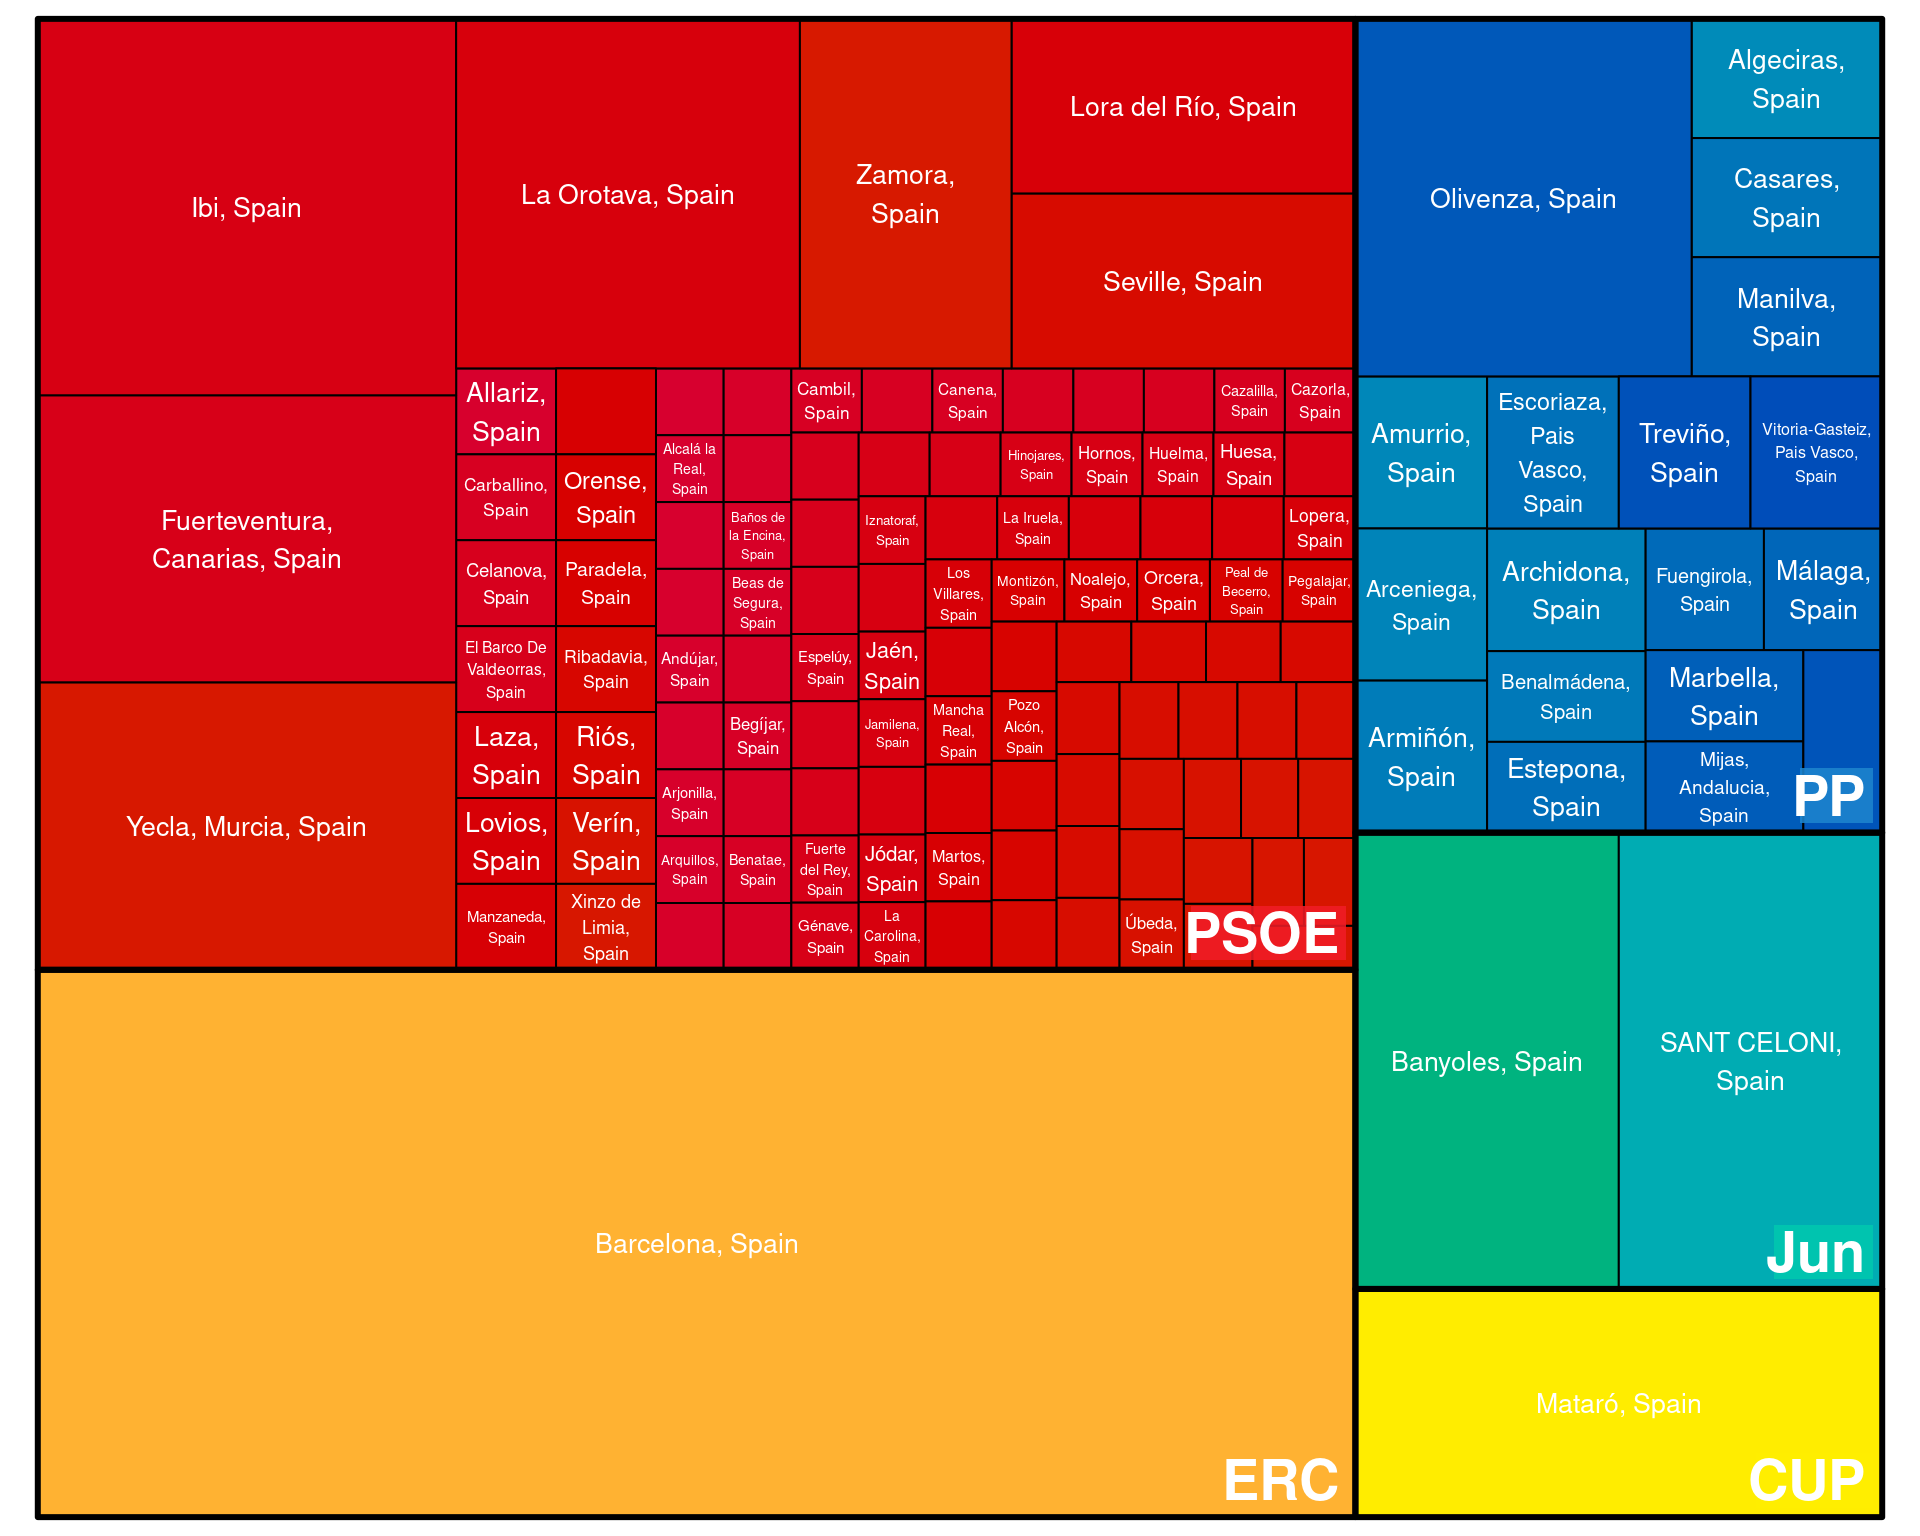 Ibi, Spain
Fuerteventura,
Canarias, Spain
Yecla, Murcia, Spain
La Orotava, Spain
Zamora,
Spain
Lora del Río, Spain
Seville, Spain
Allariz,
Spain
Carballino,
Spain
Celanova,
Spain
El Barco De
Valdeorras,
Spain
Laza,
Spain
Lovios,
Spain
Manzaneda,
Spain
Orense,
Spain
Paradela,
Spain
Ribadavia,
Spain
Riós,
Spain
Verín,
Spain
Xinzo de
Limia,
Spain
Alcalá la
Real,
Spain
Andújar,
Spain
Arjonilla,
Spain
Arquillos,
Spain
Baños de
la Encina,
Spain
Beas de
Segura,
Spain
Begíjar,
Spain
Benatae,
Spain
Cambil,
Spain
Canena,
Spain
Cazalilla,
Spain
Cazorla,
Spain
Espelúy,
Spain
Fuerte
del Rey,
Spain
Génave,
Spain
Hinojares,
Spain
Hornos,
Spain
Huelma,
Spain
Huesa,
Spain
Iznatoraf,
Spain
Jaén,
Spain
Jamilena,
Spain
Jódar,
Spain
La
Carolina,
Spain
La Iruela,
Spain
Lopera,
Spain
Los
Villares,
Spain
Mancha
Real,
Spain
Martos,
Spain
Montizón,
Spain
Noalejo,
Spain
Orcera,
Spain
Peal de
Becerro,
Spain
Pegalajar,
Spain
Pozo
Alcón,
Spain
Úbeda,
Spain
PSOE
Barcelona, Spain
ERC
Olivenza, Spain
Algeciras,
Spain
Casares,
Spain
Manilva,
Spain
Amurrio,
Spain
Arceniega,
Spain
Armiñón,
Spain
Escoriaza,
Pais
Vasco,
Spain
Treviño,
Spain
Vitoria-Gasteiz,
Pais Vasco,
Spain
Archidona,
Spain
Benalmádena,
Spain
Estepona,
Spain
Fuengirola,
Spain
Málaga,
Spain
Marbella,
Spain
Mijas,
Andalucia,
Spain
PP
Banyoles, Spain
SANT CELONI,
Spain
Jun
Mataró, Spain
CUP